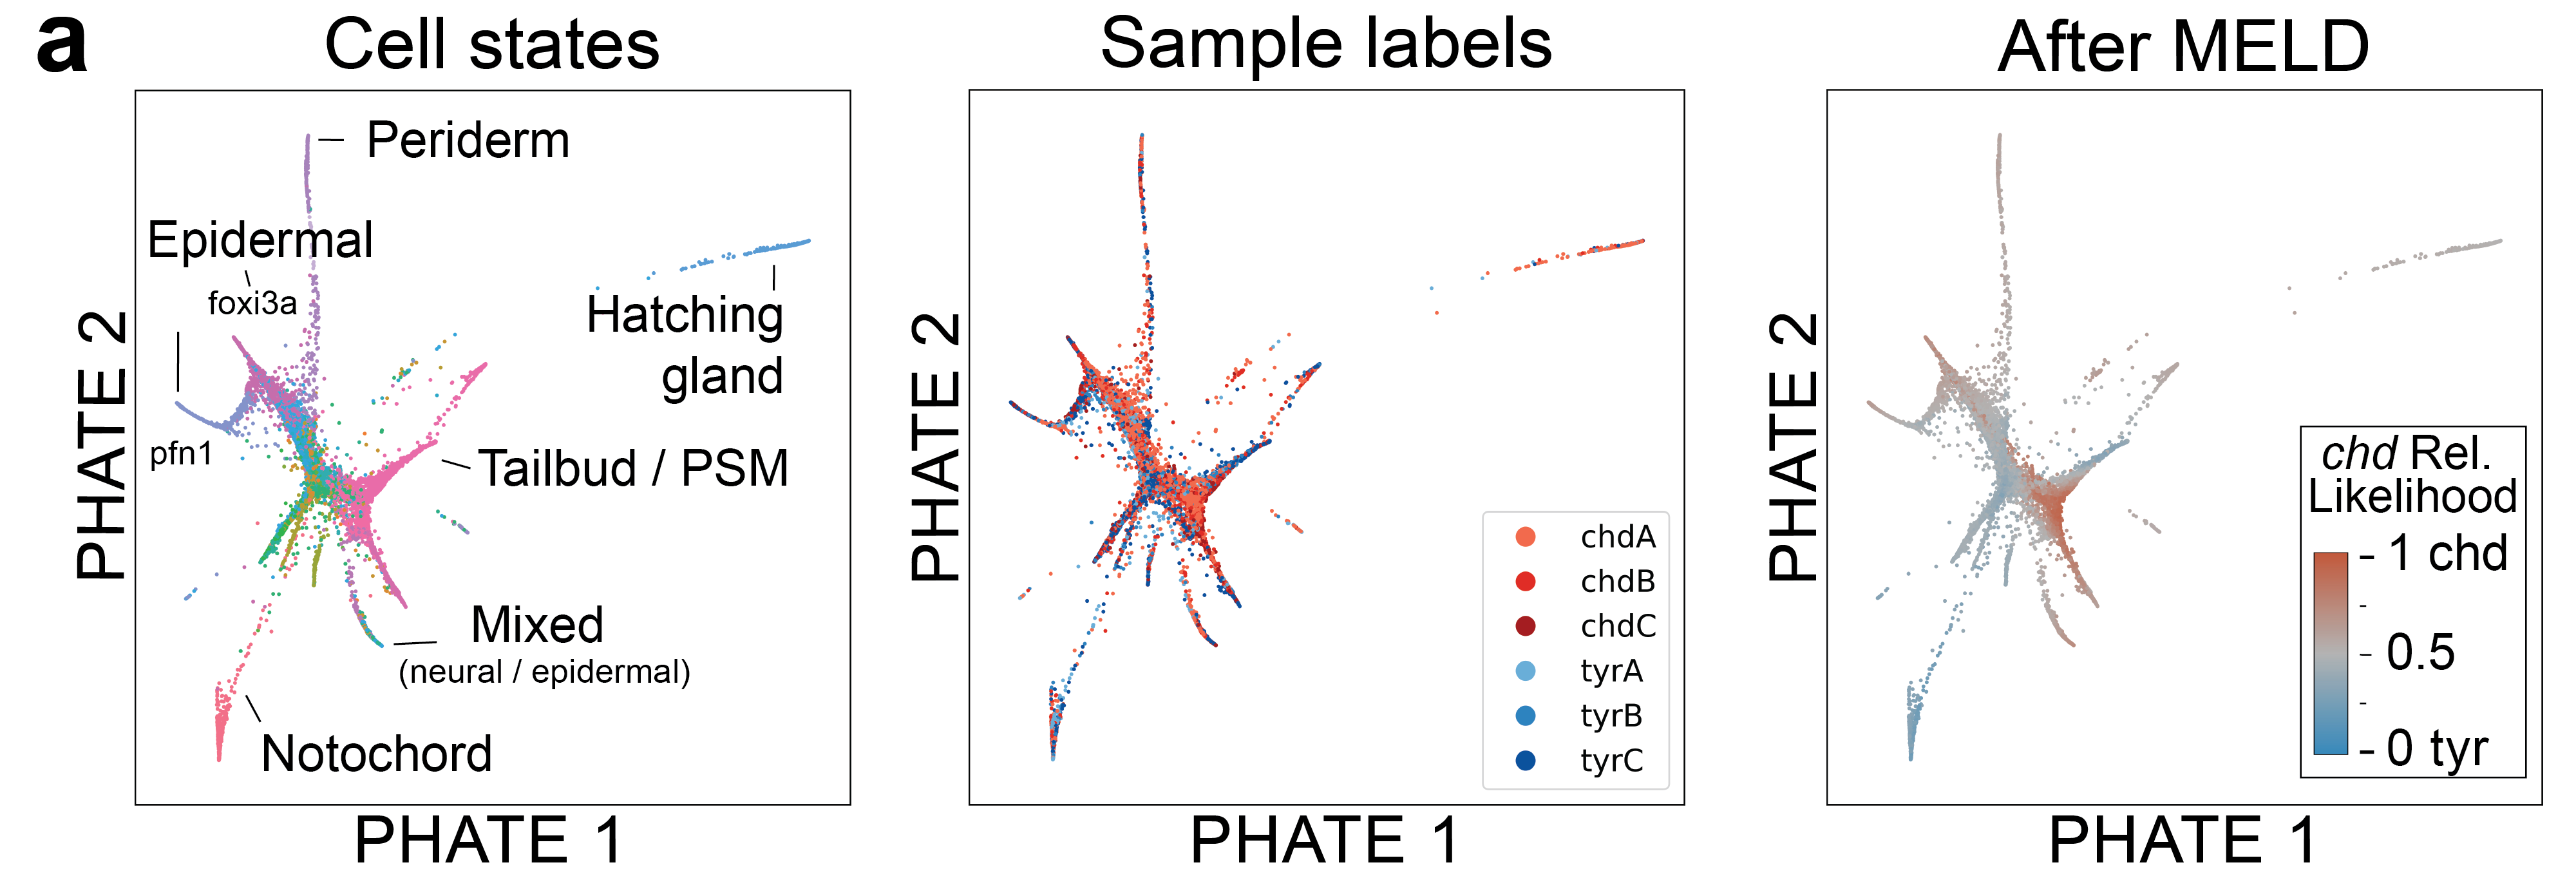 a
Cell states
Sample labels
After MELD
PHATE 2
Periderm
Epidermal
foxi3a
pfn1
Hatching
gland
Tailbud / PSM
Mixed
(neural / epidermal)
Notochord
PHATE 1
PHATE 2
chdA
chdB
chdC
tyrA
tyrB
tyrC
PHATE 1
PHATE 2
chd Rel.
Likelihood
1 chd
0.5
0 tyr
PHATE 1